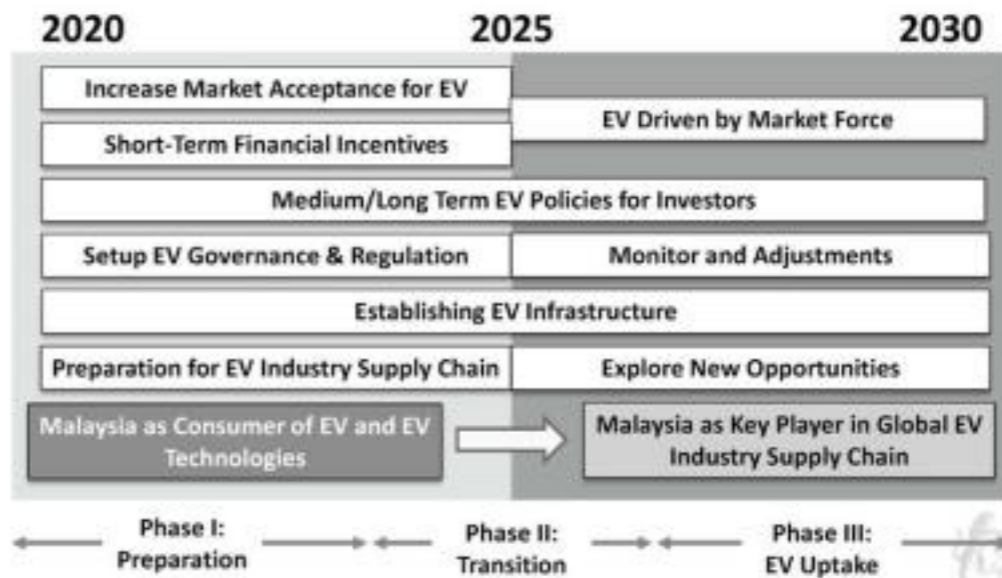 2020 2025 2030
Increase Market Acceptance for EV
EV Driven by Market Force
Short-Term Financial Incentives
Medium/Long Term EV Policies for Investors
Setup EV Governance & Regulation
Monitor and Adjustments
Establishing EV Infrastructure
Preparation for EV Industry Supply Chain
Explore New Opportunities
Malaysia as Consumer of EV and EV
Technologies
Malaysia as Key Player in Global EV
Industry Supply Chain
Phase I:
Preparation
Phase II:
Transition
Phase III:
EV Uptake